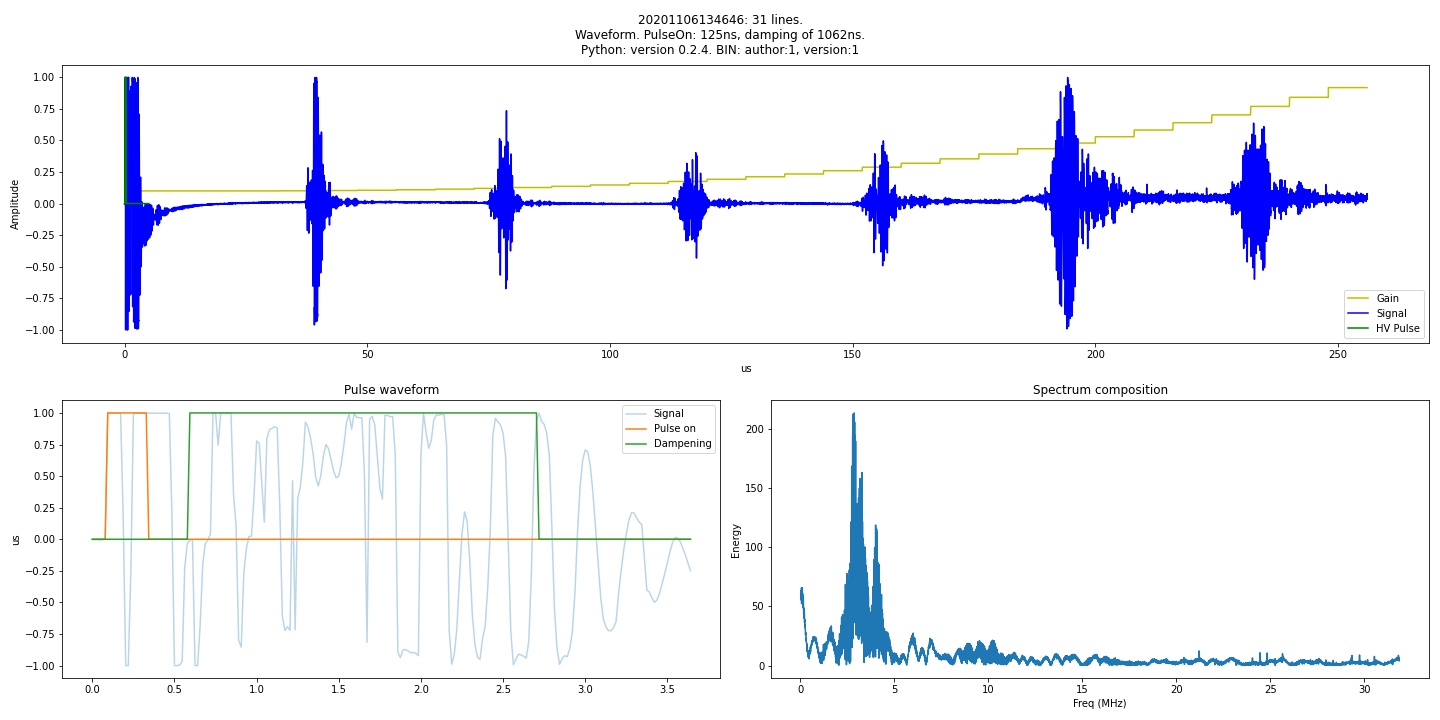 20201106134646: 31 lines.
Waveform. PulseOn: 125ns, damping of 1062ns.
Python: version 0.2.4. BIN: author:1, version:1
1.00
0.75
0.50
0.25
0.00
−0.25
−0.50
−0.75
−1.00
Amplitude
0 50 100 150 200 250
us
Gain
Signal
HV Pulse
Pulse waveform
1.00
0.75
0.50
0.25
0.00
−0.25
−0.50
−0.75
−1.00
us
0.0 0.5 1.0 1.5 2.0 2.5 3.0 3.5
Signal
Pulse on
Dampening
Spectrum composition
200
150
100
50
0
Energy
0 5 10 15 20 25 30
Freq (MHz)